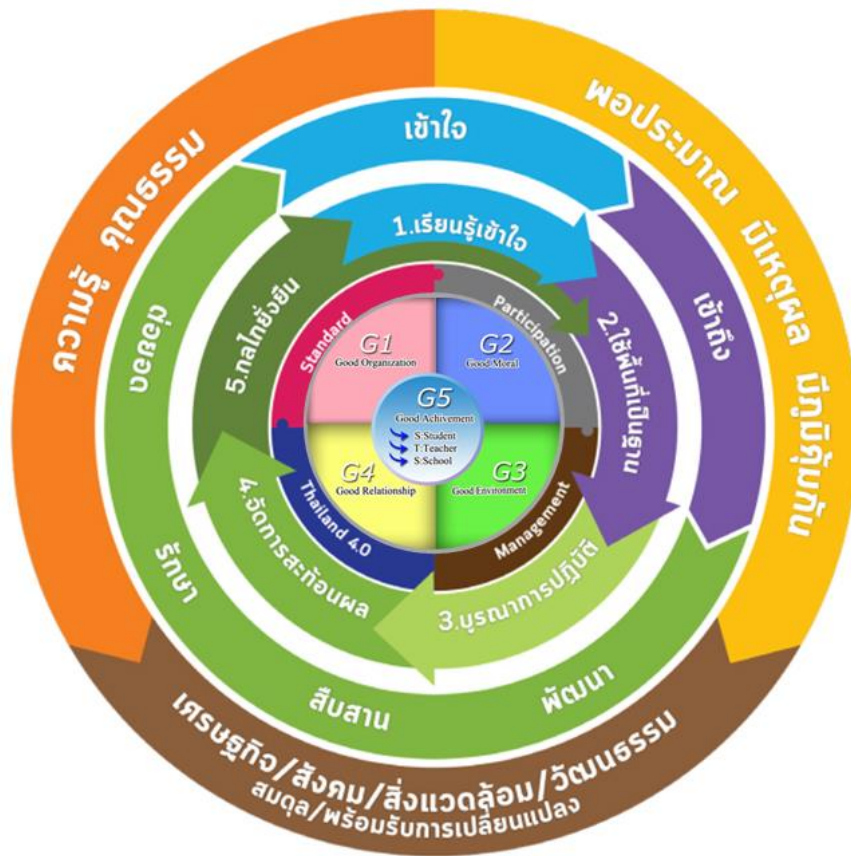 ความรู้ คุณธรรม
พอประมาณ มีเหตุผล มีภูมิคุ้มกัน
เศรษฐกิจ/สังคม/สิ่งแวดล้อม/วัฒนธรรม
สมดุล/พร้อมรับการเปลี่ยนแปลง
เข้าใจ
เข้าถึง
พัฒนา
สืบสาน
รักษา
ต่อยอด
1.เรียนรู้เข้าใจ
2.ใช้พื้นที่เป็นฐาน
3.บูรณาการปฏิบัติ
4.จัดการสะท้อนผล
5.กลไกยั่งยืน
Standard
Participation
Management
Thailand 4.0
G1
Good Organization
G2
Good Moral
G3
Good Environment
G4
Good Relationship
G5
Good Achivement
S:Student
T:Teacher
S:School